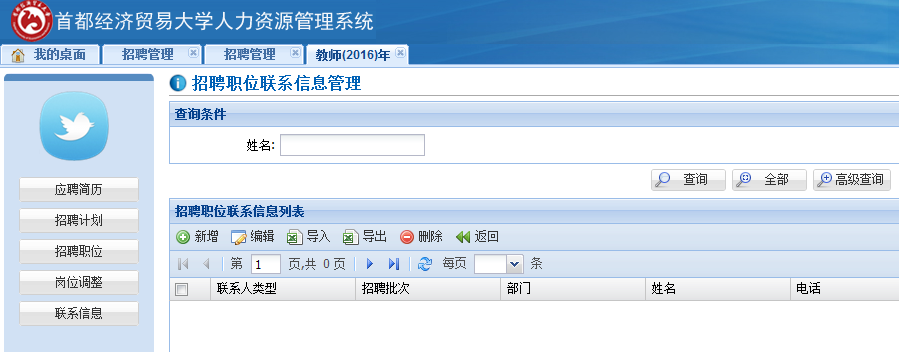 首都经济贸易大学人力资源管理系统
我的桌面 招聘管理 招聘管理 教师(2016)年
招聘职位联系信息管理
查询条件
姓名:
查询 全部 高级查询
应聘简历
招聘计划
招聘职位
岗位调整
联系信息
招聘职位联系信息列表
新增 编辑 导入 导出 删除 返回
第 1 页,共 0 页 每页 条
联系人类型 招聘批次 部门 姓名 电话